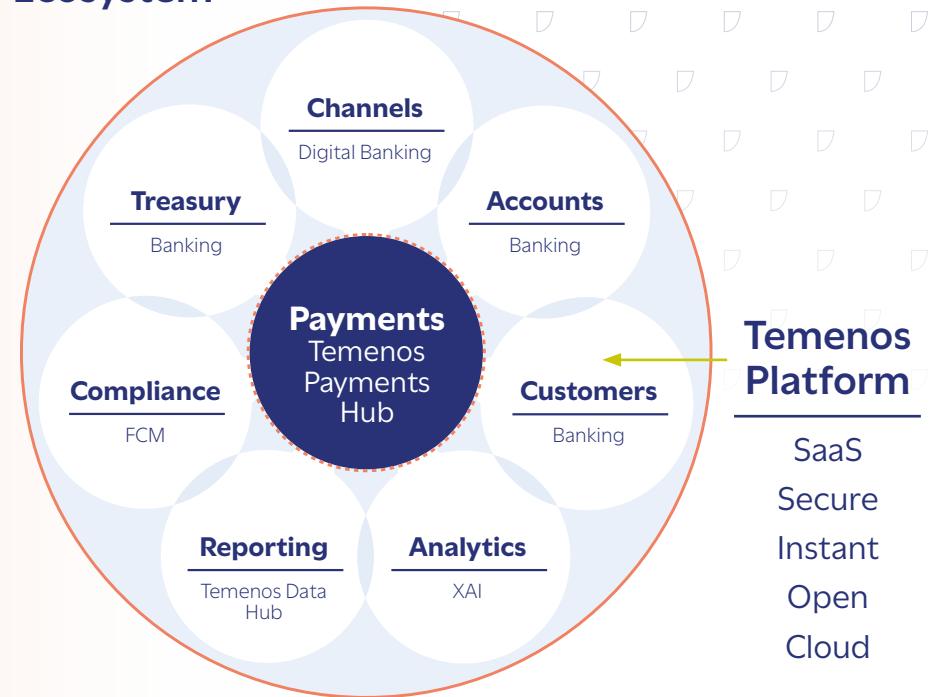 Ecosystem
Channels
Digital Banking
Treasury
Banking
Accounts
Banking
Payments
Temenos
Payments
Hub
Compliance
FCM
Customers
Banking
Reporting
Temenos Data
Hub
Analytics
XAI
Temenos
Platform
SaaS
Secure
Instant
Open
Cloud